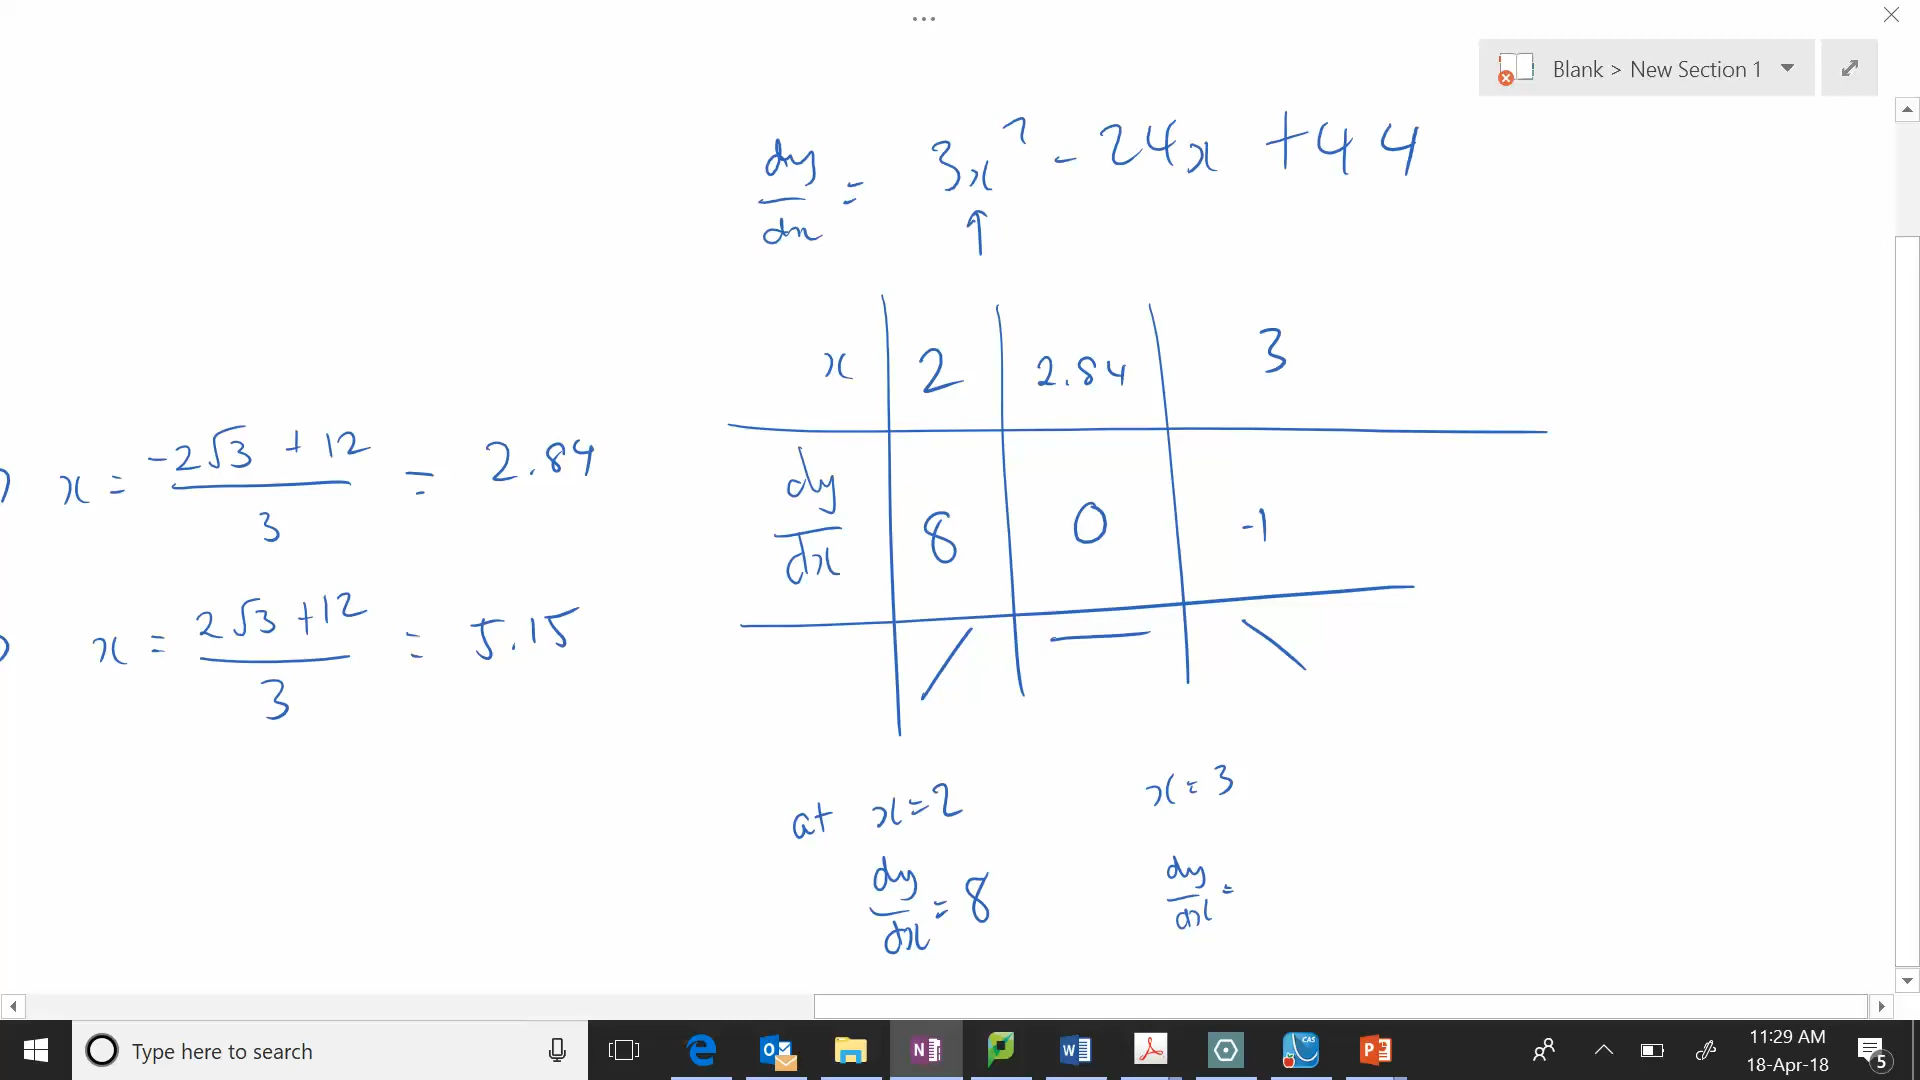 Blank > New Section 1
dy/dx = 3x² - 24x + 44
x 2 2.84 3
dy/dx 8 0 -1
x = (-2√3 + 12)/3 = 2.84
x = (2√3 + 12)/3 = 5.15
at x = 2 x = 3
dy/dx = 8 dy/dx =
Type here to search
11:29 AM
18-Apr-18
5